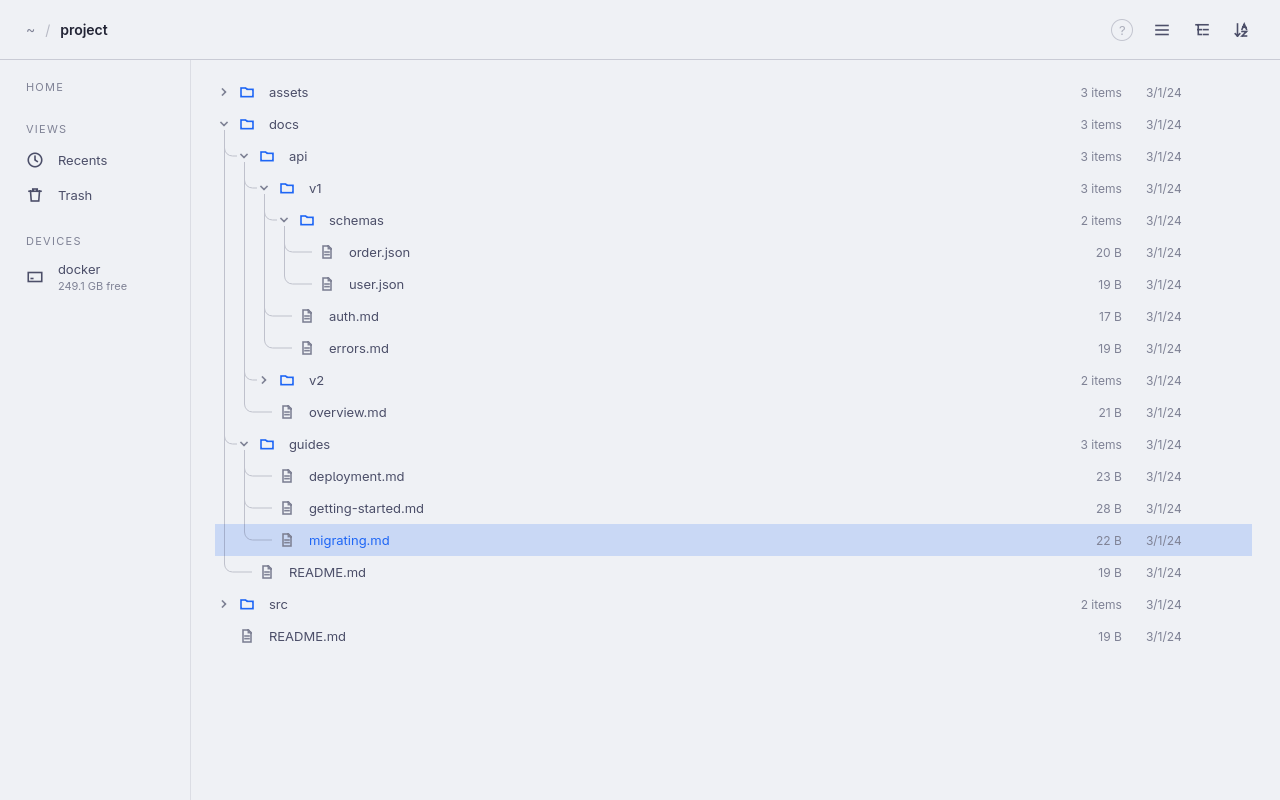 ~ / project
?
HOME
VIEWS
Recents
Trash
DEVICES
docker
249.1 GB free
assets 3 items 3/1/24
docs 3 items 3/1/24
api 3 items 3/1/24
v1 3 items 3/1/24
schemas 2 items 3/1/24
order.json 20 B 3/1/24
user.json 19 B 3/1/24
auth.md 17 B 3/1/24
errors.md 19 B 3/1/24
v2 2 items 3/1/24
overview.md 21 B 3/1/24
guides 3 items 3/1/24
deployment.md 23 B 3/1/24
getting-started.md 28 B 3/1/24
migrating.md 22 B 3/1/24
README.md 19 B 3/1/24
src 2 items 3/1/24
README.md 19 B 3/1/24